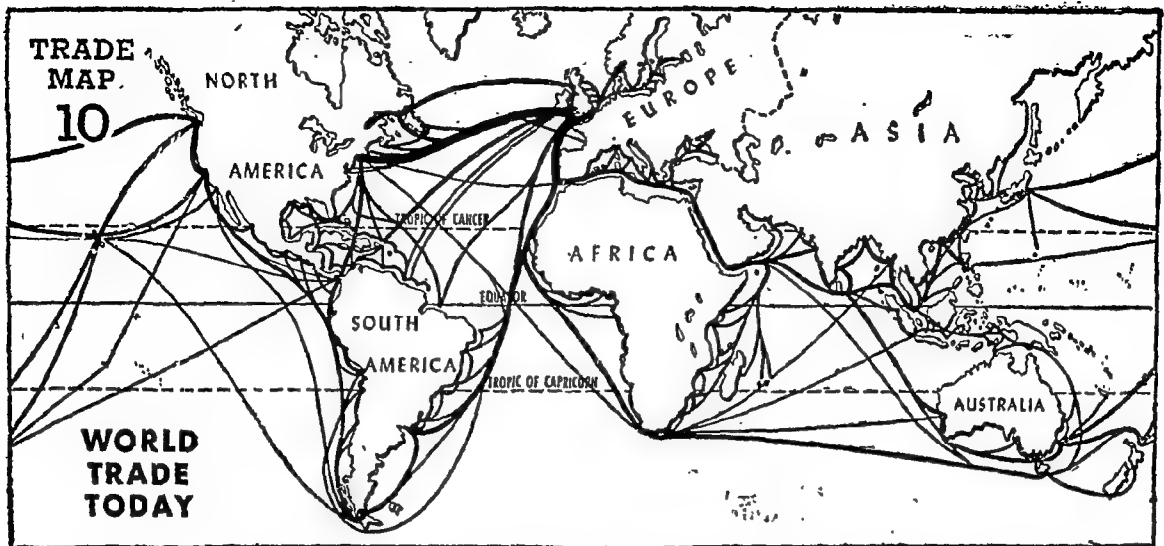 TRADE
MAP
10
NORTH
AMERICA
EUROPE
ASIA
TROPIC OF CANCER
AFRICA
EQUATOR
SOUTH
AMERICA
TROPIC OF CAPRICORN
AUSTRALIA
WORLD
TRADE
TODAY